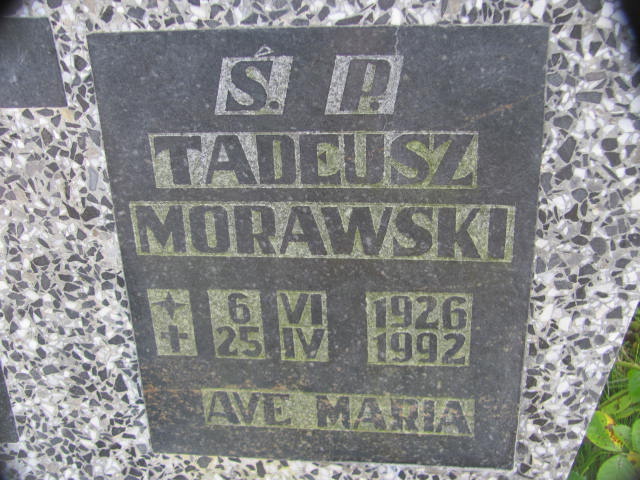 Ś. P.
TADEUSZ
MORAWSKI
* 6 VI 1926
+ 25 IV 1992
AVE MARIA